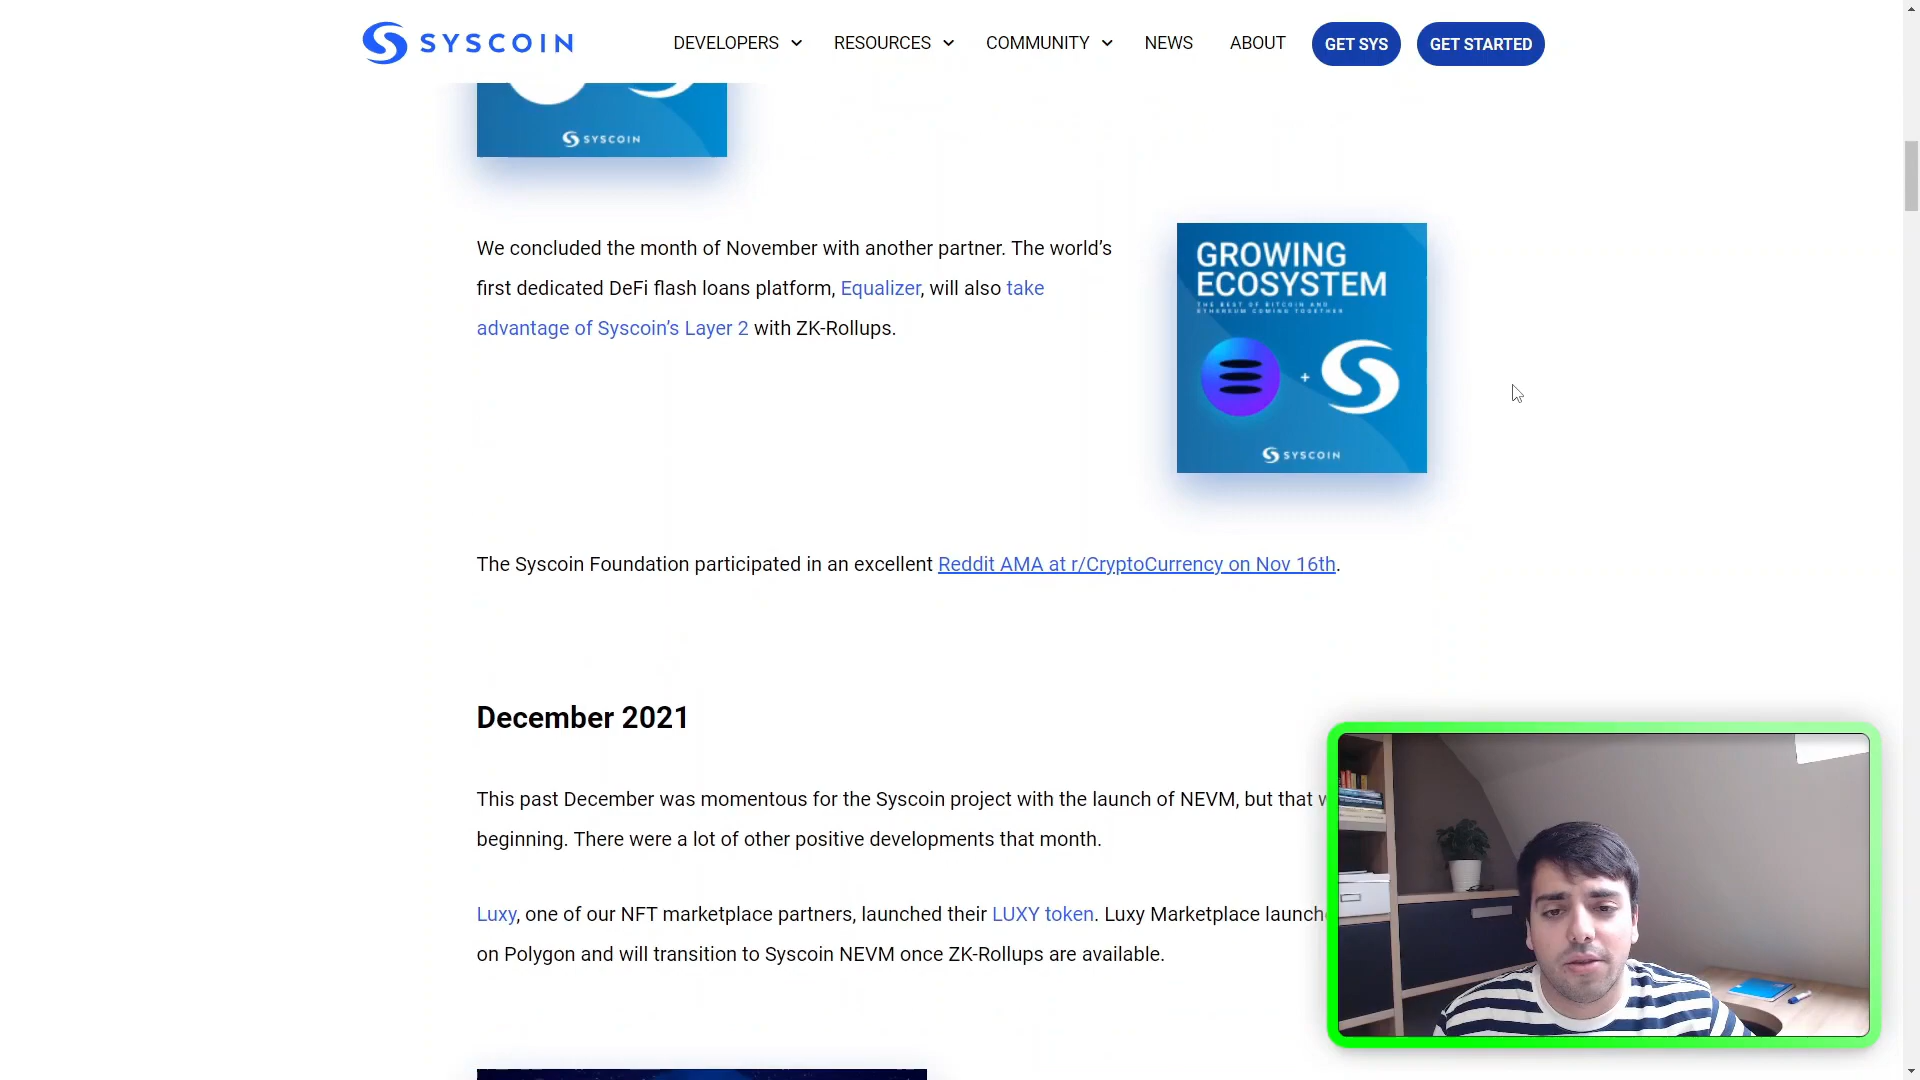 SYSCOIN
DEVELOPERS RESOURCES COMMUNITY NEWS ABOUT GET SYS GET STARTED
SYSCOIN
We concluded the month of November with another partner. The world’s
first dedicated DeFi flash loans platform, Equalizer, will also take
advantage of Syscoin’s Layer 2 with ZK-Rollups.
GROWING
ECOSYSTEM
THE BEST OF BITCOIN AND
ETHEREUM COMING TOGETHER
+
SYSCOIN
The Syscoin Foundation participated in an excellent Reddit AMA at r/CryptoCurrency on Nov 16th.
December 2021
This past December was momentous for the Syscoin project with the launch of NEVM, but that
beginning. There were a lot of other positive developments that month.
Luxy, one of our NFT marketplace partners, launched their LUXY token. Luxy Marketplace launch
on Polygon and will transition to Syscoin NEVM once ZK-Rollups are available.